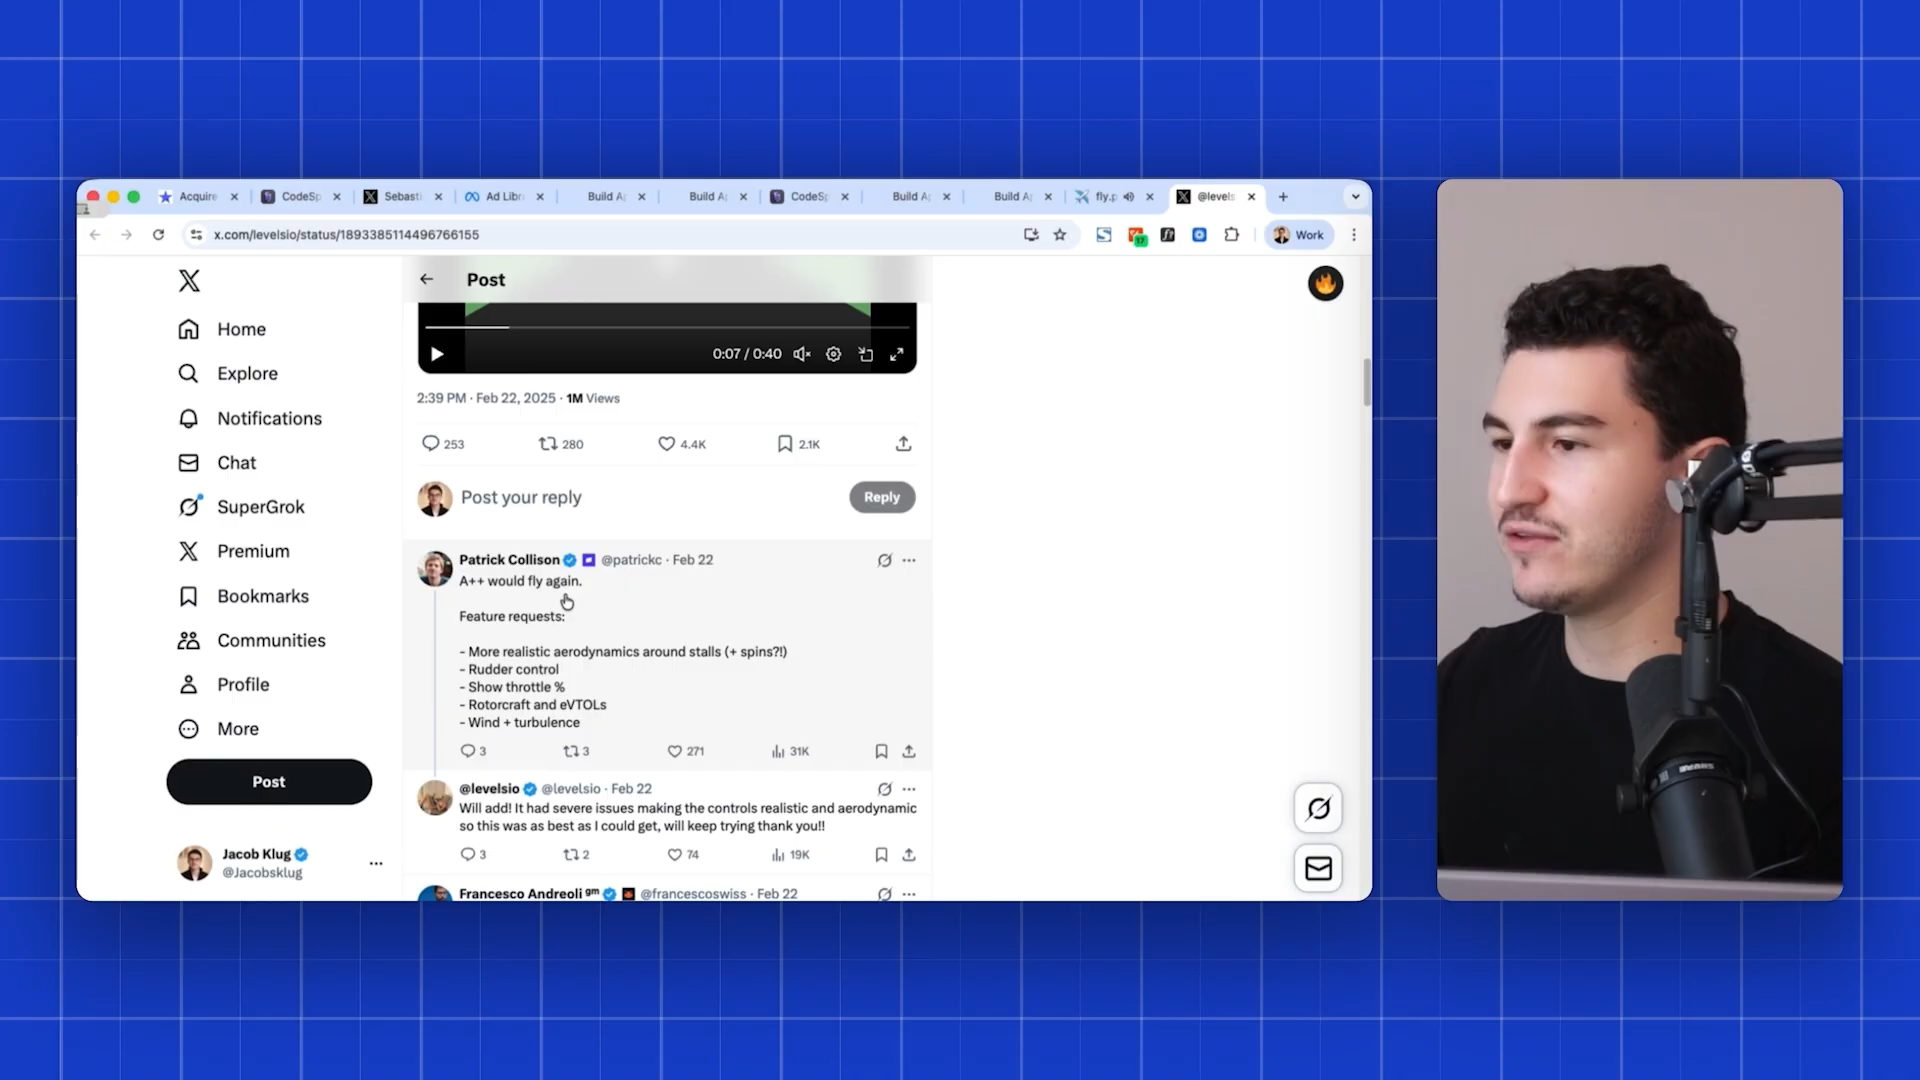 Acquire
CodeSp
Sebasti
Ad Libr
Build A
Build A
CodeSp
Build A
Build A
fly.p
@levels
x.com/levelsio/status/1893385114496766155
17
Work
Post
Home
Explore
Notifications
Chat
SuperGrok
Premium
Bookmarks
Communities
Profile
More
Post
Jacob Klug
@Jacobsklug
0:07 / 0:40
2:39 PM · Feb 22, 2025 · 1M Views
253 280 4.4K 2.1K
Post your reply
Reply
Patrick Collison @patrickc · Feb 22
A++ would fly again.
Feature requests:
- More realistic aerodynamics around stalls (+ spins?!)
- Rudder control
- Show throttle %
- Rotorcraft and eVTOLs
- Wind + turbulence
3 3 271 31K
@levelsio @levelsio · Feb 22
Will add! It had severe issues making the controls realistic and aerodynamic
so this was as best as I could get, will keep trying thank you!!
3 2 74 19K
Francesco Andreoli gm @francescoswiss · Feb 22
SHURE